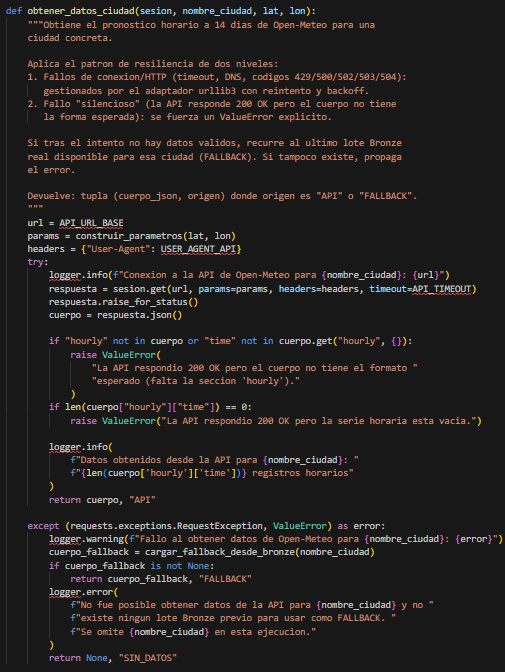 def obtener_datos_ciudad(sesion, nombre_ciudad, lat, lon):
    """Obtiene el pronostico horario a 14 dias de Open-Meteo para una
    ciudad concreta.

    Aplica el patron de resiliencia de dos niveles:
    1. Fallos de conexion/HTTP (timeout, DNS, codigos 429/500/502/503/504):
       gestionados por el adaptador urllib3 con reintento y backoff.
    2. Fallo "silencioso" (la API responde 200 OK pero el cuerpo no tiene
       la forma esperada): se fuerza un ValueError explicito.

    Si tras el intento no hay datos validos, recurre al ultimo lote Bronze
    real disponible para esa ciudad (FALLBACK). Si tampoco existe, propaga
    el error.

    Devuelve: tupla (cuerpo_json, origen) donde origen es "API" o "FALLBACK".
    """
    url = API_URL_BASE
    params = construir_parametros(lat, lon)
    headers = {"User-Agent": USER_AGENT_API}
    try:
        logger.info(f"Conexion a la API de Open-Meteo para {nombre_ciudad}: {url}")
        respuesta = sesion.get(url, params=params, headers=headers, timeout=API_TIMEOUT)
        respuesta.raise_for_status()
        cuerpo = respuesta.json()

        if "hourly" not in cuerpo or "time" not in cuerpo.get("hourly", {}):
            raise ValueError(
                "La API respondio 200 OK pero el cuerpo no tiene el formato "
                "esperado (falta la seccion 'hourly')."
            )
        if len(cuerpo["hourly"]["time"]) == 0:
            raise ValueError("La API respondio 200 OK pero la serie horaria esta vacia.")

        logger.info(
            f"Datos obtenidos desde la API para {nombre_ciudad}: "
            f"{len(cuerpo['hourly']['time'])} registros horarios"
        )
        return cuerpo, "API"

    except (requests.exceptions.RequestException, ValueError) as error:
        logger.warning(f"Fallo al obtener datos de Open-Meteo para {nombre_ciudad}: {error}")
        cuerpo_fallback = cargar_fallback_desde_bronze(nombre_ciudad)
        if cuerpo_fallback is not None:
            return cuerpo_fallback, "FALLBACK"
        logger.error(
            f"No fue posible obtener datos de la API para {nombre_ciudad} y no "
            f"existe ningun lote Bronze previo para usar como FALLBACK. "
            f"Se omite {nombre_ciudad} en esta ejecucion."
        )
        return None, "SIN_DATOS"